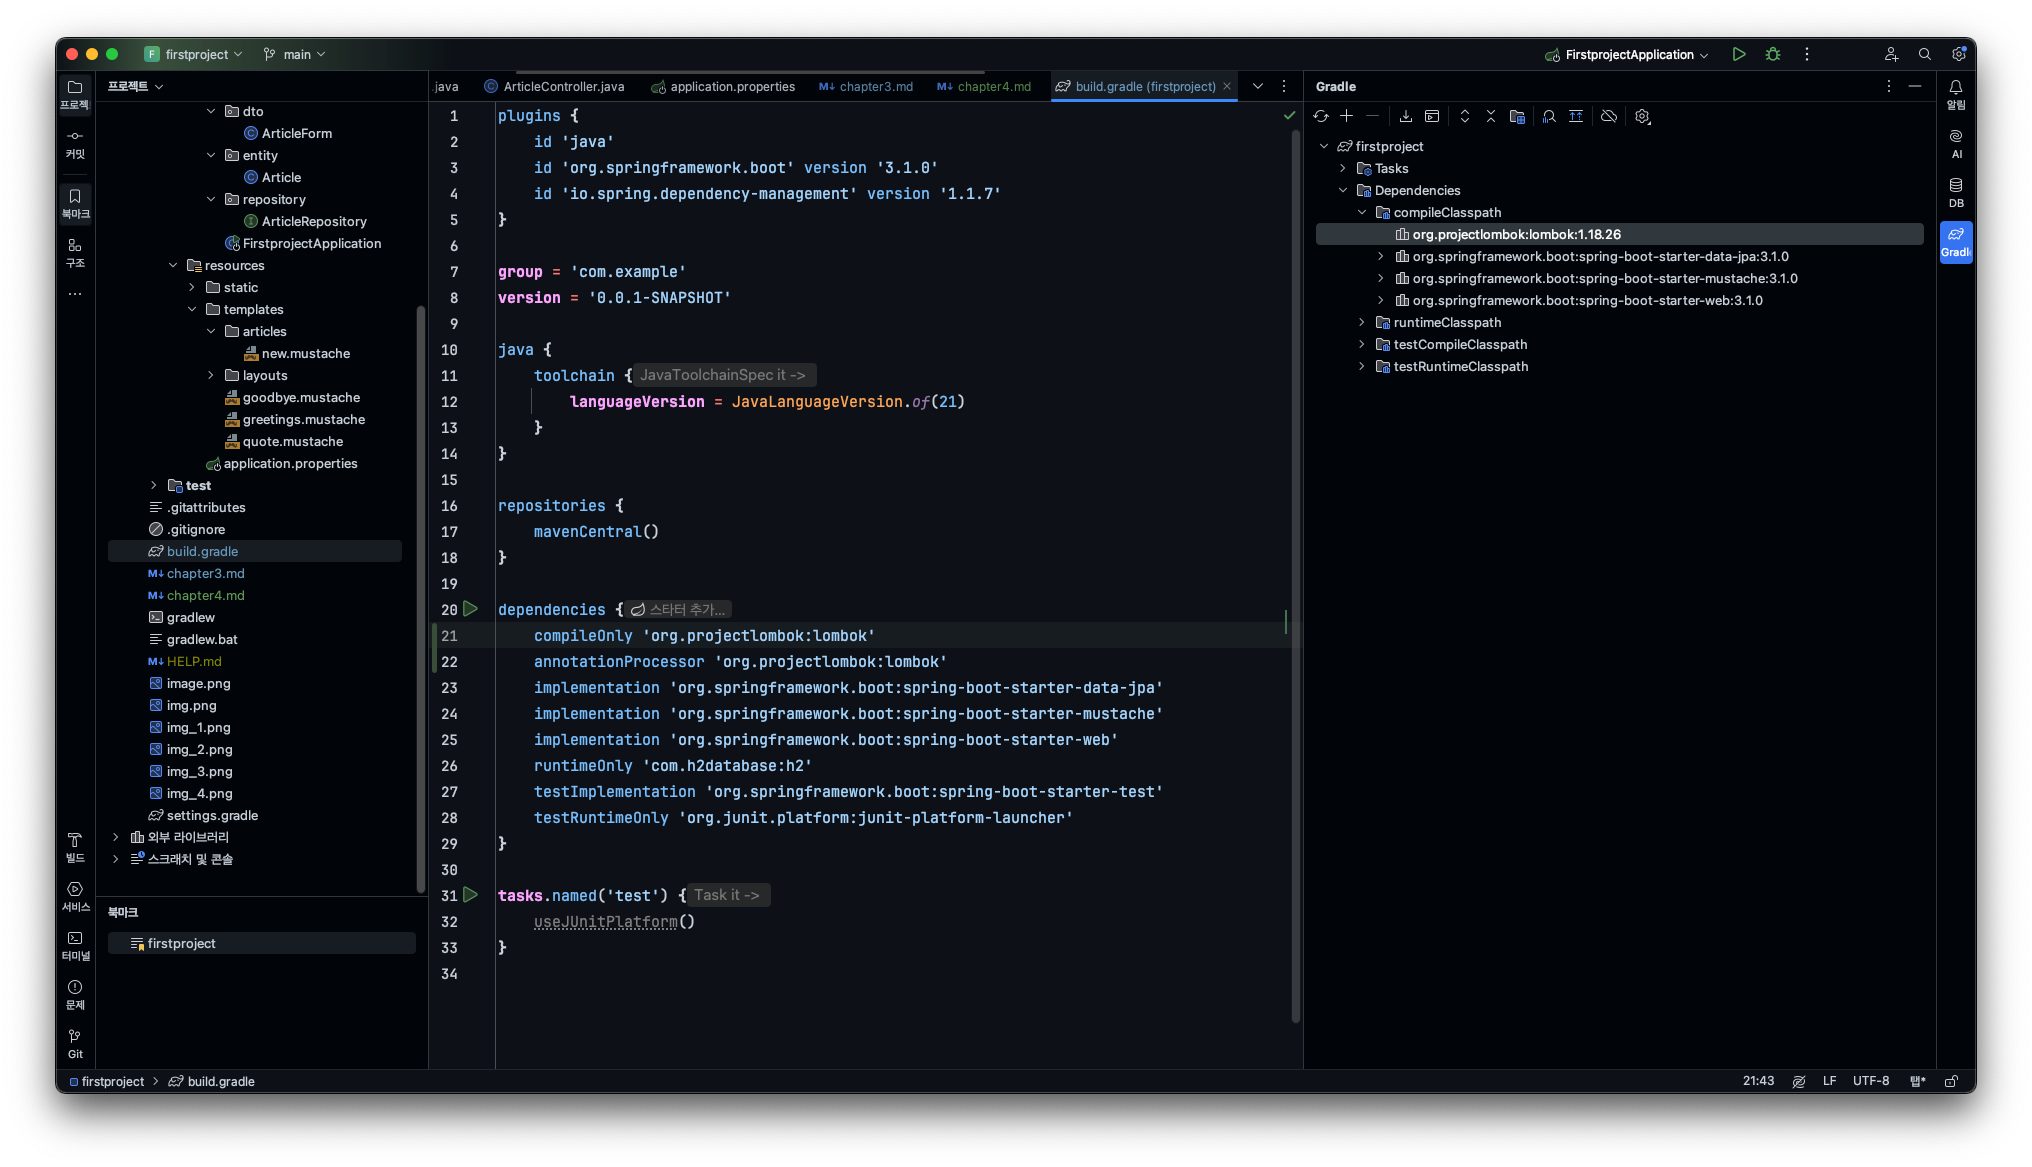 F firstproject main
FirstprojectApplication
프로젝트
커밋
북마크
구조
빌드
서비스
터미널
문제
Git
프로젝트
dto
ArticleForm
entity
Article
repository
ArticleRepository
FirstprojectApplication
resources
static
templates
articles
new.mustache
layouts
goodbye.mustache
greetings.mustache
quote.mustache
application.properties
test
.gitattributes
.gitignore
build.gradle
M↓ chapter3.md
M↓ chapter4.md
gradlew
gradlew.bat
M↓ HELP.md
image.png
img.png
img_1.png
img_2.png
img_3.png
img_4.png
settings.gradle
외부 라이브러리
스크래치 및 콘솔
북마크
firstproject
.java ArticleController.java application.properties M↓ chapter3.md M↓ chapter4.md build.gradle (firstproject)
1 plugins {
2 id 'java'
3 id 'org.springframework.boot' version '3.1.0'
4 id 'io.spring.dependency-management' version '1.1.7'
5 }
6
7 group = 'com.example'
8 version = '0.0.1-SNAPSHOT'
9
10 java {
11 toolchain { JavaToolchainSpec it ->
12 languageVersion = JavaLanguageVersion.of(21)
13 }
14 }
15
16 repositories {
17 mavenCentral()
18 }
19
20 dependencies { 스타터 추가...
21 compileOnly 'org.projectlombok:lombok'
22 annotationProcessor 'org.projectlombok:lombok'
23 implementation 'org.springframework.boot:spring-boot-starter-data-jpa'
24 implementation 'org.springframework.boot:spring-boot-starter-mustache'
25 implementation 'org.springframework.boot:spring-boot-starter-web'
26 runtimeOnly 'com.h2database:h2'
27 testImplementation 'org.springframework.boot:spring-boot-starter-test'
28 testRuntimeOnly 'org.junit.platform:junit-platform-launcher'
29 }
30
31 tasks.named('test') { Task it ->
32 useJUnitPlatform()
33 }
34
Gradle
firstproject
Tasks
Dependencies
compileClasspath
org.projectlombok:lombok:1.18.26
org.springframework.boot:spring-boot-starter-data-jpa:3.1.0
org.springframework.boot:spring-boot-starter-mustache:3.1.0
org.springframework.boot:spring-boot-starter-web:3.1.0
runtimeClasspath
testCompileClasspath
testRuntimeClasspath
알림
AI
DB
Gradle
firstproject > build.gradle
21:43 LF UTF-8 탭*